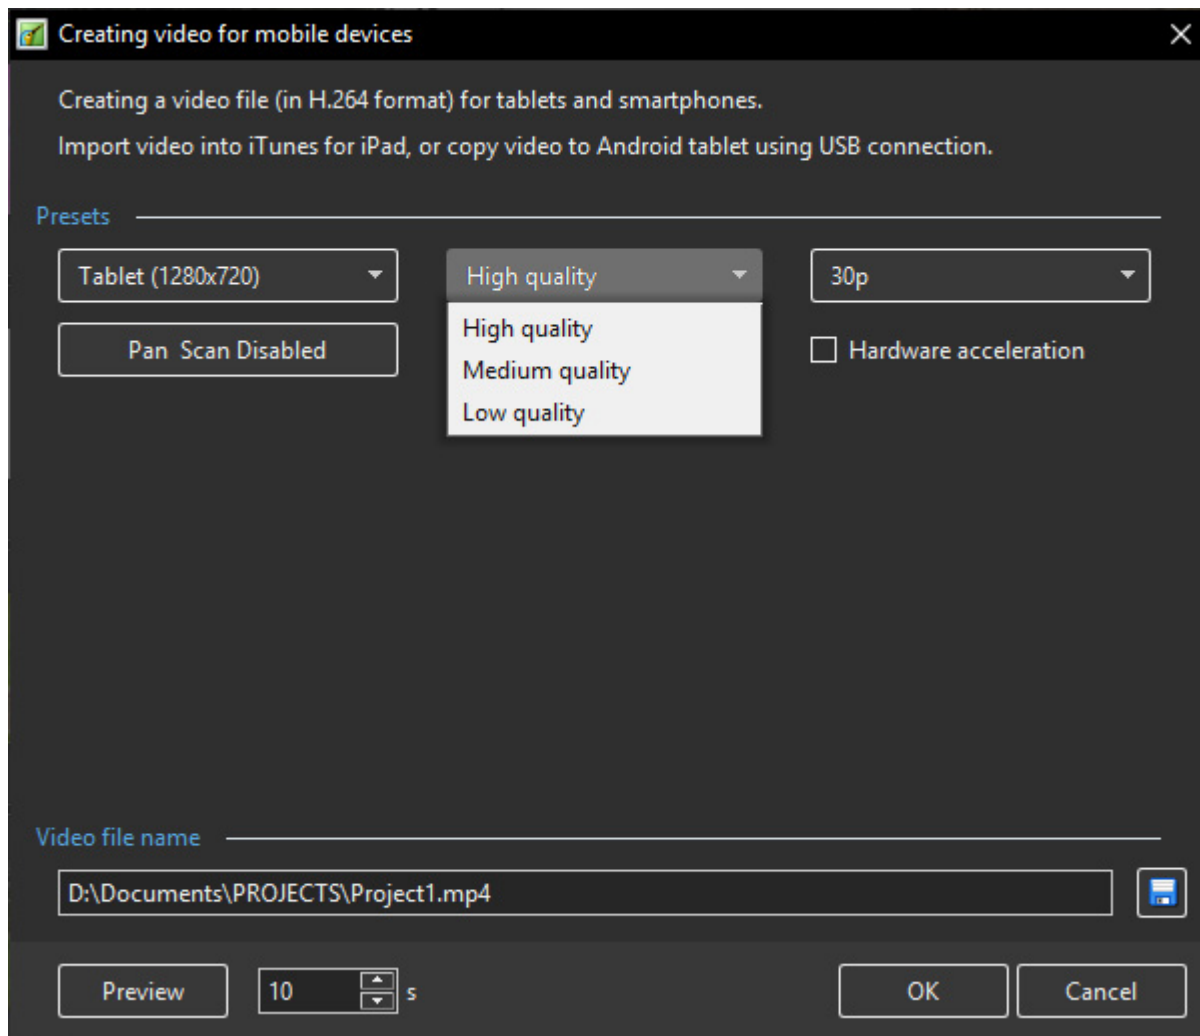 Creating video for mobile devices
Creating a video file (in H.264 format) for tablets and smartphones.
Import video into iTunes for iPad, or copy video to Android tablet using USB connection.
Presets
Tablet (1280x720)
High quality
30p
Pan  Scan Disabled
High quality
Medium quality
Low quality
Hardware acceleration
Video file name
D:\Documents\PROJECTS\Project1.mp4
Preview
10
s
OK
Cancel